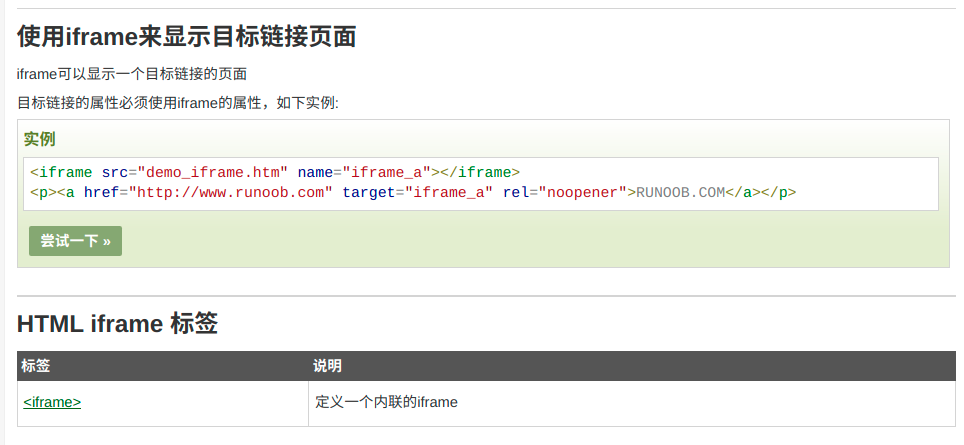 使用iframe来显示目标链接页面
iframe可以显示一个目标链接的页面
目标链接的属性必须使用iframe的属性，如下实例:
实例
<iframe src="demo_iframe.htm" name="iframe_a"></iframe>
<p><a href="http://www.runoob.com" target="iframe_a" rel="noopener">RUNOOB.COM</a></p>
尝试一下 »
HTML iframe 标签
标签 说明
<iframe> 定义一个内联的iframe